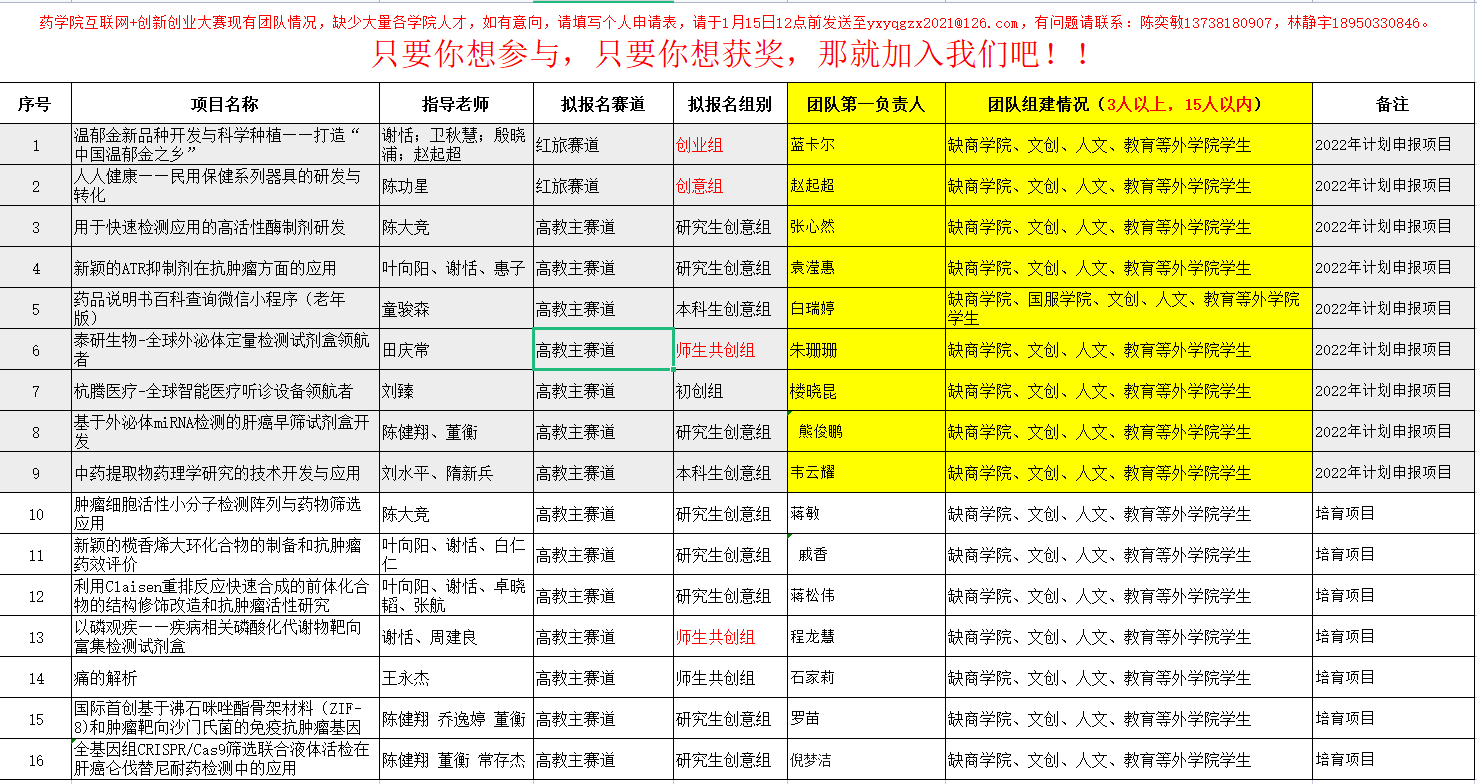 药学院互联网+创新创业大赛现有团队情况，缺少大量各学院人才，如有意向，请填写个人申请表，请于1月15日12点前发送至yxyqgzx2021@126.com，有问题请联系：陈奕敏13738180907，林静宇18950330846。
只要你想参与，只要你想获奖，那就加入我们吧！！
序号 项目名称 指导老师 拟报名赛道 拟报名组别 团队第一负责人 团队组建情况（3人以上，15人以内） 备注
1 温郁金新品种开发与科学种植——打造“ 谢恬；卫秋慧；殷晓 红旅赛道 创业组 蓝卡尔 缺商学院、文创、人文、教育等外学院学生 2022年计划申报项目
中国温郁金之乡” 浦；赵起超
2 人人健康——民用保健系列器具的研发与 陈功星 红旅赛道 创意组 赵起超 缺商学院、文创、人文、教育等外学院学生 2022年计划申报项目
转化
3 用于快速检测应用的高活性酶制剂研发 陈大竞 高教主赛道 研究生创意组 张心然 缺商学院、文创、人文、教育等外学院学生 2022年计划申报项目
4 新颖的ATR抑制剂在抗肿瘤方面的应用 叶向阳、谢恬、惠子 高教主赛道 研究生创意组 袁滢惠 缺商学院、文创、人文、教育等外学院学生 2022年计划申报项目
5 药品说明书百科查询微信小程序（老年 童骏森 高教主赛道 本科生创意组 白瑞婷 缺商学院、国服学院、文创、人文、教育等外学院 2022年计划申报项目
版） 学生
6 泰研生物-全球外泌体定量检测试剂盒领航 田庆常 高教主赛道 师生共创组 朱珊珊 缺商学院、文创、人文、教育等外学院学生 2022年计划申报项目
者
7 杭腾医疗-全球智能医疗听诊设备领航者 刘臻 高教主赛道 初创组 楼晓昆 缺商学院、文创、人文、教育等外学院学生 2022年计划申报项目
8 基于外泌体miRNA检测的肝癌早筛试剂盒开 陈健翔、董衡 高教主赛道 研究生创意组 熊俊鹏 缺商学院、文创、人文、教育等外学院学生 2022年计划申报项目
发
9 中药提取物药理学研究的技术开发与应用 刘水平、隋新兵 高教主赛道 本科生创意组 韦云耀 缺商学院、文创、人文、教育等外学院学生 2022年计划申报项目
10 肿瘤细胞活性小分子检测阵列与药物筛选 陈大竞 高教主赛道 研究生创意组 蒋敏 缺商学院、文创、人文、教育等外学院学生 培育项目
应用
11 新颖的榄香烯大环化合物的制备和抗肿瘤 叶向阳、谢恬、白仁 高教主赛道 研究生创意组 戚香 缺商学院、文创、人文、教育等外学院学生 培育项目
药效评价 仁
12 利用Claisen重排反应快速合成的前体化合 叶向阳、谢恬、卓晓 高教主赛道 研究生创意组 蒋松伟 缺商学院、文创、人文、教育等外学院学生 培育项目
物的结构修饰改造和抗肿瘤活性研究 韬、张航
13 以磷观疾——疾病相关磷酸化代谢物靶向 谢恬、周建良 高教主赛道 师生共创组 程龙慧 缺商学院、文创、人文、教育等外学院学生 培育项目
富集检测试剂盒
14 痛的解析 王永杰 高教主赛道 师生共创组 石家莉 缺商学院、文创、人文、教育等外学院学生 培育项目
15 国际首创基于沸石咪唑酯骨架材料（ZIF- 陈健翔 乔逸婷 董衡 高教主赛道 研究生创意组 罗苗 缺商学院、文创、人文、教育等外学院学生 培育项目
8)和肿瘤靶向沙门氏菌的免疫抗肿瘤基因
16 全基因组CRISPR/Cas9筛选联合液体活检在 陈健翔 董衡 常存杰 高教主赛道 研究生创意组 倪梦洁 缺商学院、文创、人文、教育等外学院学生 培育项目
肝癌仑伐替尼耐药检测中的应用